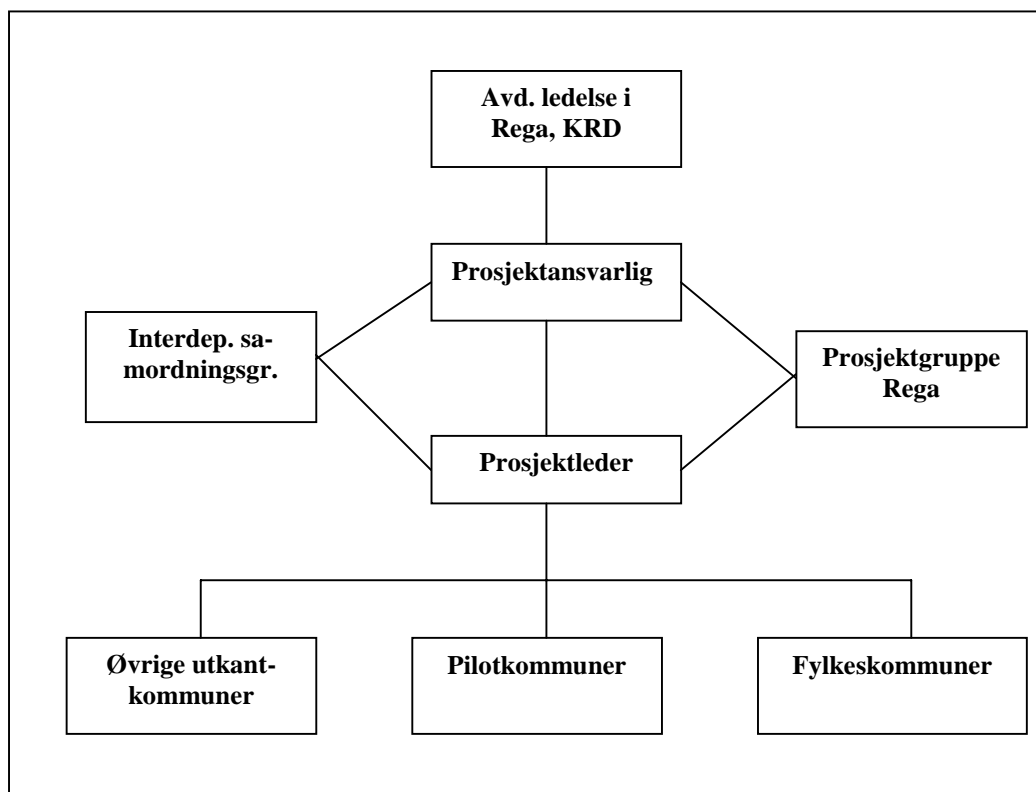 Avd. ledelse i
Rega, KRD
Prosjektansvarlig
Interdep. sa-
mordningsgr.
Prosjektgruppe
Rega
Prosjektleder
Øvrige utkant-
kommuner
Pilotkommuner
Fylkeskommuner